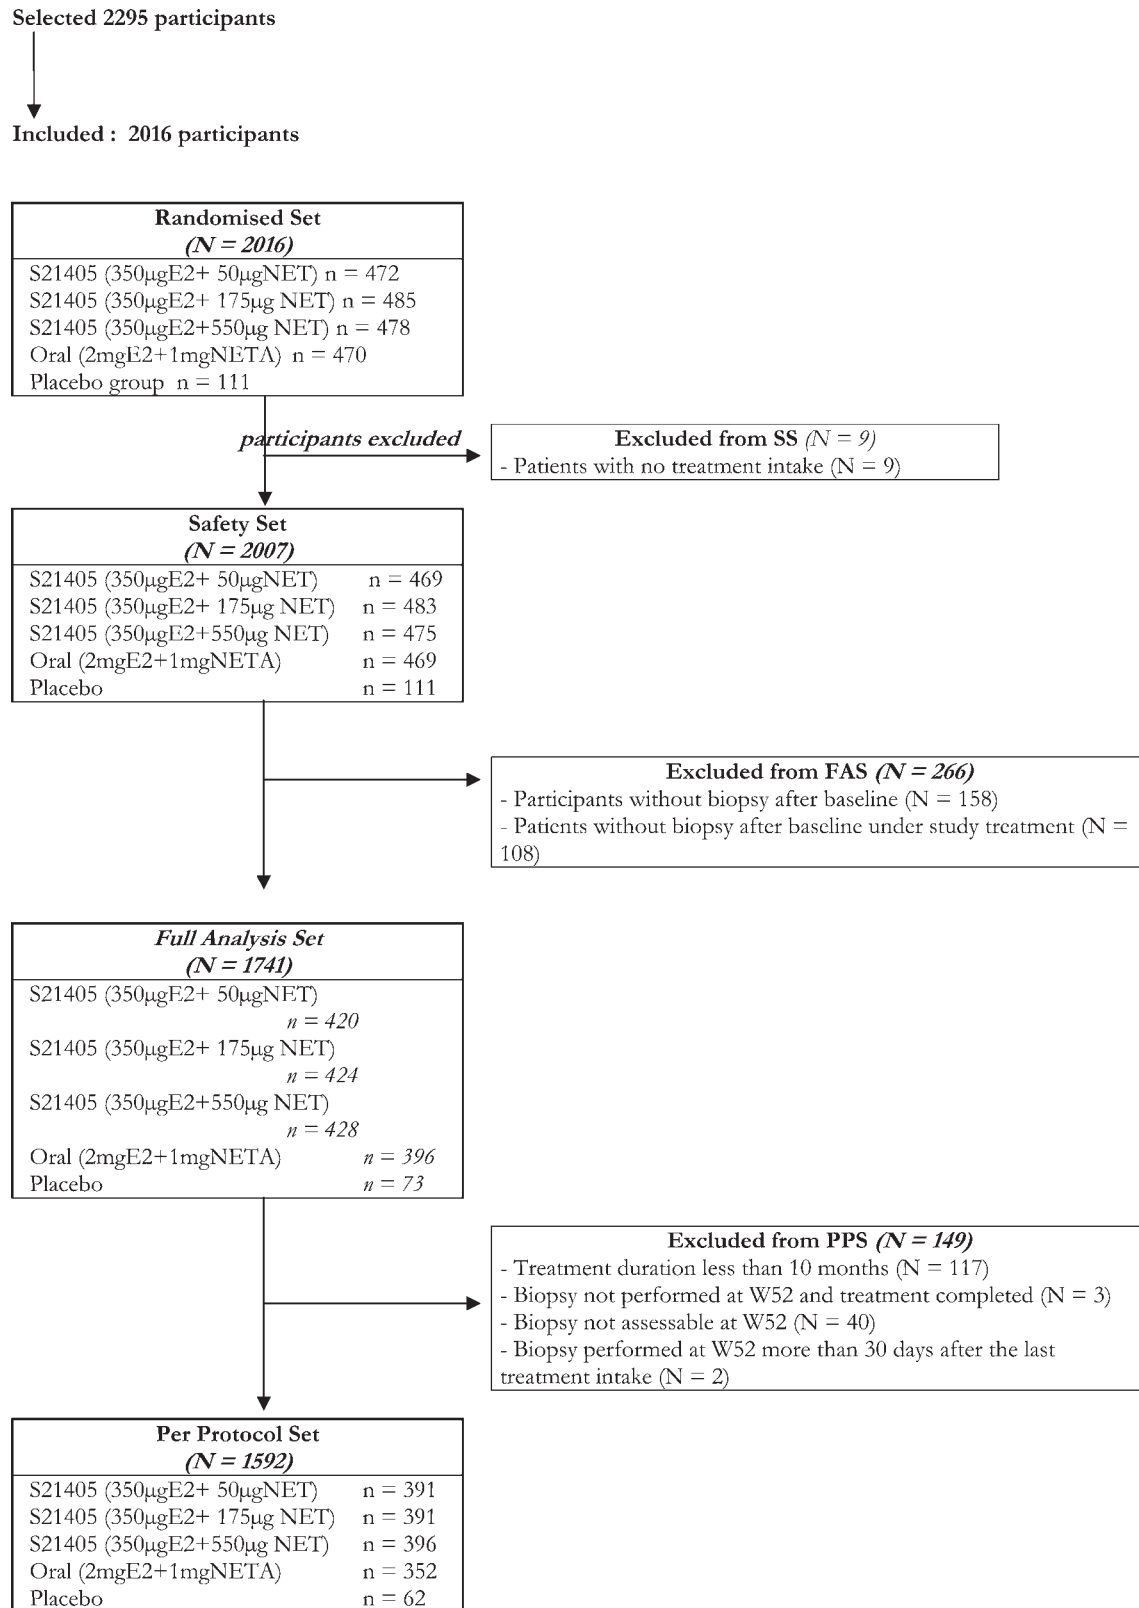 Selected 2295 participants
Included : 2016 participants
Randomised Set
(N = 2016)
S21405 (350µgE2+ 50µgNET) n = 472
S21405 (350µgE2+ 175µg NET) n = 485
S21405 (350µgE2+550µg NET) n = 478
Oral (2mgE2+1mgNETA) n = 470
Placebo group n = 111
participants excluded
Excluded from SS (N = 9)
- Patients with no treatment intake (N = 9)
Safety Set
(N = 2007)
S21405 (350µgE2+ 50µgNET) n = 469
S21405 (350µgE2+ 175µg NET) n = 483
S21405 (350µgE2+550µg NET) n = 475
Oral (2mgE2+1mgNETA) n = 469
Placebo n = 111
Excluded from FAS (N = 266)
- Participants without biopsy after baseline (N = 158)
- Patients without biopsy after baseline under study treatment (N =
108)
Full Analysis Set
(N = 1741)
S21405 (350µgE2+ 50µgNET)
n = 420
S21405 (350µgE2+ 175µg NET)
n = 424
S21405 (350µgE2+550µg NET)
n = 428
Oral (2mgE2+1mgNETA) n = 396
Placebo n = 73
Excluded from PPS (N = 149)
- Treatment duration less than 10 months (N = 117)
- Biopsy not performed at W52 and treatment completed (N = 3)
- Biopsy not assessable at W52 (N = 40)
- Biopsy performed at W52 more than 30 days after the last
treatment intake (N = 2)
Per Protocol Set
(N = 1592)
S21405 (350µgE2+ 50µgNET) n = 391
S21405 (350µgE2+ 175µg NET) n = 391
S21405 (350µgE2+550µg NET) n = 396
Oral (2mgE2+1mgNETA) n = 352
Placebo n = 62